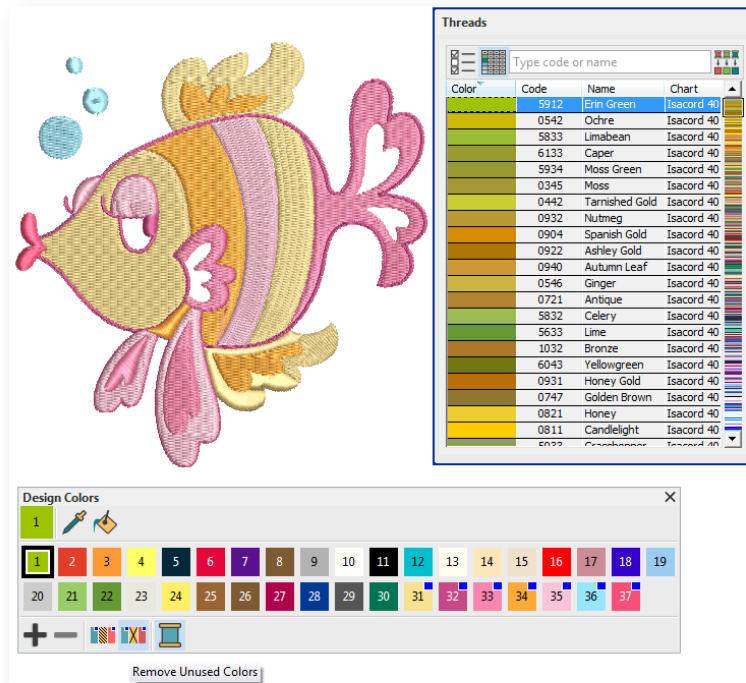 Threads
Type code or name
Color Code Name Chart
5912 Erin Green Isacord 40
0542 Ochre Isacord 40
5833 Limabean Isacord 40
6133 Caper Isacord 40
5934 Moss Green Isacord 40
0345 Moss Isacord 40
0442 Tarnished Gold Isacord 40
0932 Nutmeg Isacord 40
0904 Spanish Gold Isacord 40
0922 Ashley Gold Isacord 40
0940 Autumn Leaf Isacord 40
0546 Ginger Isacord 40
0721 Antique Isacord 40
5832 Celery Isacord 40
5633 Lime Isacord 40
1032 Bronze Isacord 40
6043 Yellowgreen Isacord 40
0931 Honey Gold Isacord 40
0747 Golden Brown Isacord 40
0821 Honey Isacord 40
0811 Candlelight Isacord 40
Design Colors
1
1 2 3 4 5 6 7 8 9 10 11 12 13 14 15 16 17 18 19
20 21 22 23 24 25 26 27 28 29 30 31 32 33 34 35 36 37
Remove Unused Colors